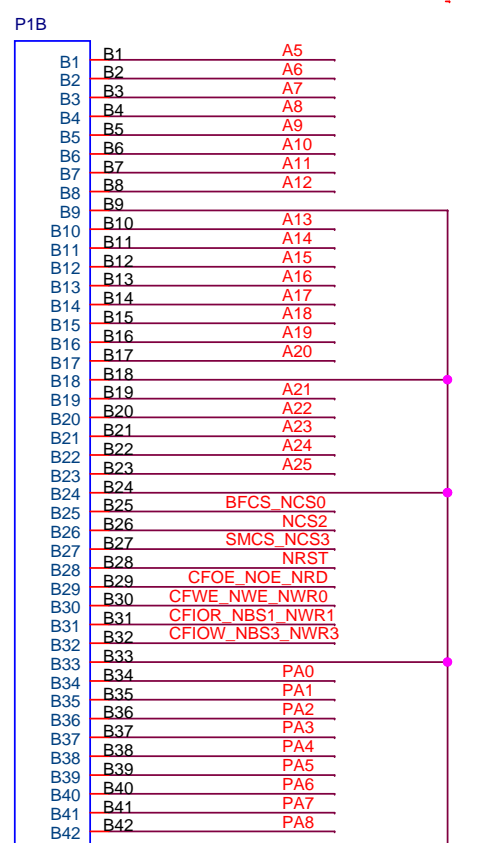 P1B
B1 B1 A5
B2 B2 A6
B3 B3 A7
B4 B4 A8
B5 B5 A9
B6 B6 A10
B7 B7 A11
B8 B8 A12
B9 B9
B10 B10 A13
B11 B11 A14
B12 B12 A15
B13 B13 A16
B14 B14 A17
B15 B15 A18
B16 B16 A19
B17 B17 A20
B18 B18
B19 B19 A21
B20 B20 A22
B21 B21 A23
B22 B22 A24
B23 B23 A25
B24 B24
B25 B25 BFCS_NCS0
B26 B26 NCS2
B27 B27 SMCS_NCS3
B28 B28 NRST
B29 B29 CFOE_NOE_NRD
B30 B30 CFWE_NWE_NWR0
B31 B31 CFIOR_NBS1_NWR1
B32 B32 CFIOW_NBS3_NWR3
B33 B33
B34 B34 PA0
B35 B35 PA1
B36 B36 PA2
B37 B37 PA3
B38 B38 PA4
B39 B39 PA5
B40 B40 PA6
B41 B41 PA7
B42 B42 PA8